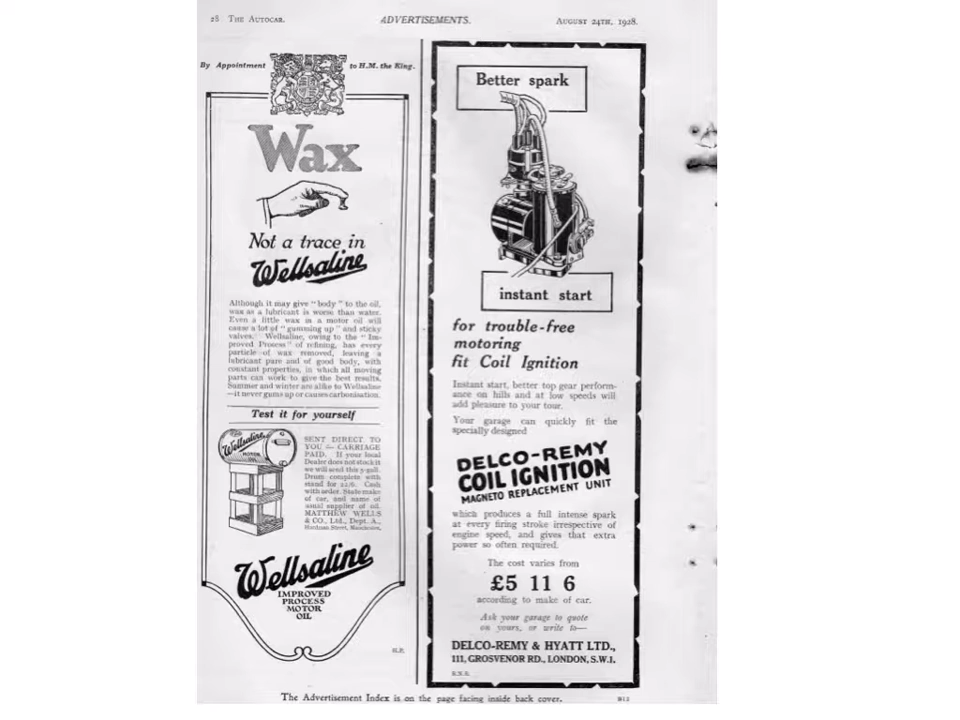 28 THE AUTOCAR.
ADVERTISEMENTS.
AUGUST 24TH, 1928.
By Appointment
to H.M. the King.
Wax
Not a trace in
Wellsaline
Although it may give "body" to the oil,
wax as a lubricant is worse than water.
Even a little wax in a motor oil will
cause a lot of "gumming up" and sticky
valves. Wellsaline, owing to the "Im-
proved Process" of refining, has every
particle of wax removed, leaving a
lubricant pure and of good body, with
constant properties, in which all moving
parts can work to give the best results.
Summer and winter are alike to Wellsaline
—it never gums up or causes carbonisation.
Test it for yourself
Wellsaline
MOTOR
OIL
SENT DIRECT TO
YOU — CARRIAGE
PAID. If your local
Dealer does not stock it
we will send this 5-gall.
Drum complete with
stand for 22/6. Cash
with order. State make
of car, and name of
usual supplier of oil.
MATTHEW WELLS
& CO., Ltd., Dept. A.,
Hardman Street, Manchester.
Wellsaline
IMPROVED
PROCESS
MOTOR
OIL
Better spark
instant start
for trouble-free
motoring
fit Coil Ignition
Instant start, better top gear perform-
ance on hills and at low speeds will
add pleasure to your tour.
Your garage can quickly fit the
specially designed
DELCO-REMY
COIL IGNITION
MAGNETO REPLACEMENT UNIT
which produces a full intense spark
at every firing stroke irrespective of
engine speed, and gives that extra
power so often required.
The cost varies from
£5 11 6
according to make of car.
Ask your garage to quote
on yours, or write to—
DELCO-REMY & HYATT LTD.,
111, GROSVENOR RD., LONDON, S.W.1.
The Advertisement Index is on the page facing inside back cover.